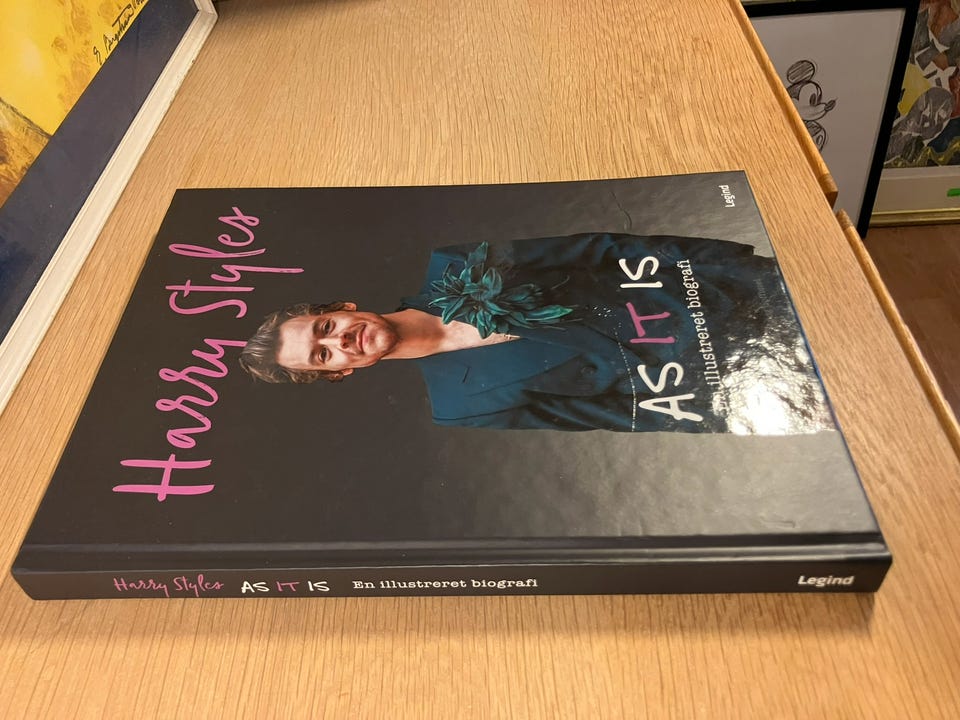 Harry Styles
AS IT IS
En illustreret biografi
Legind
Harry Styles AS IT IS En illustreret biografi Legind